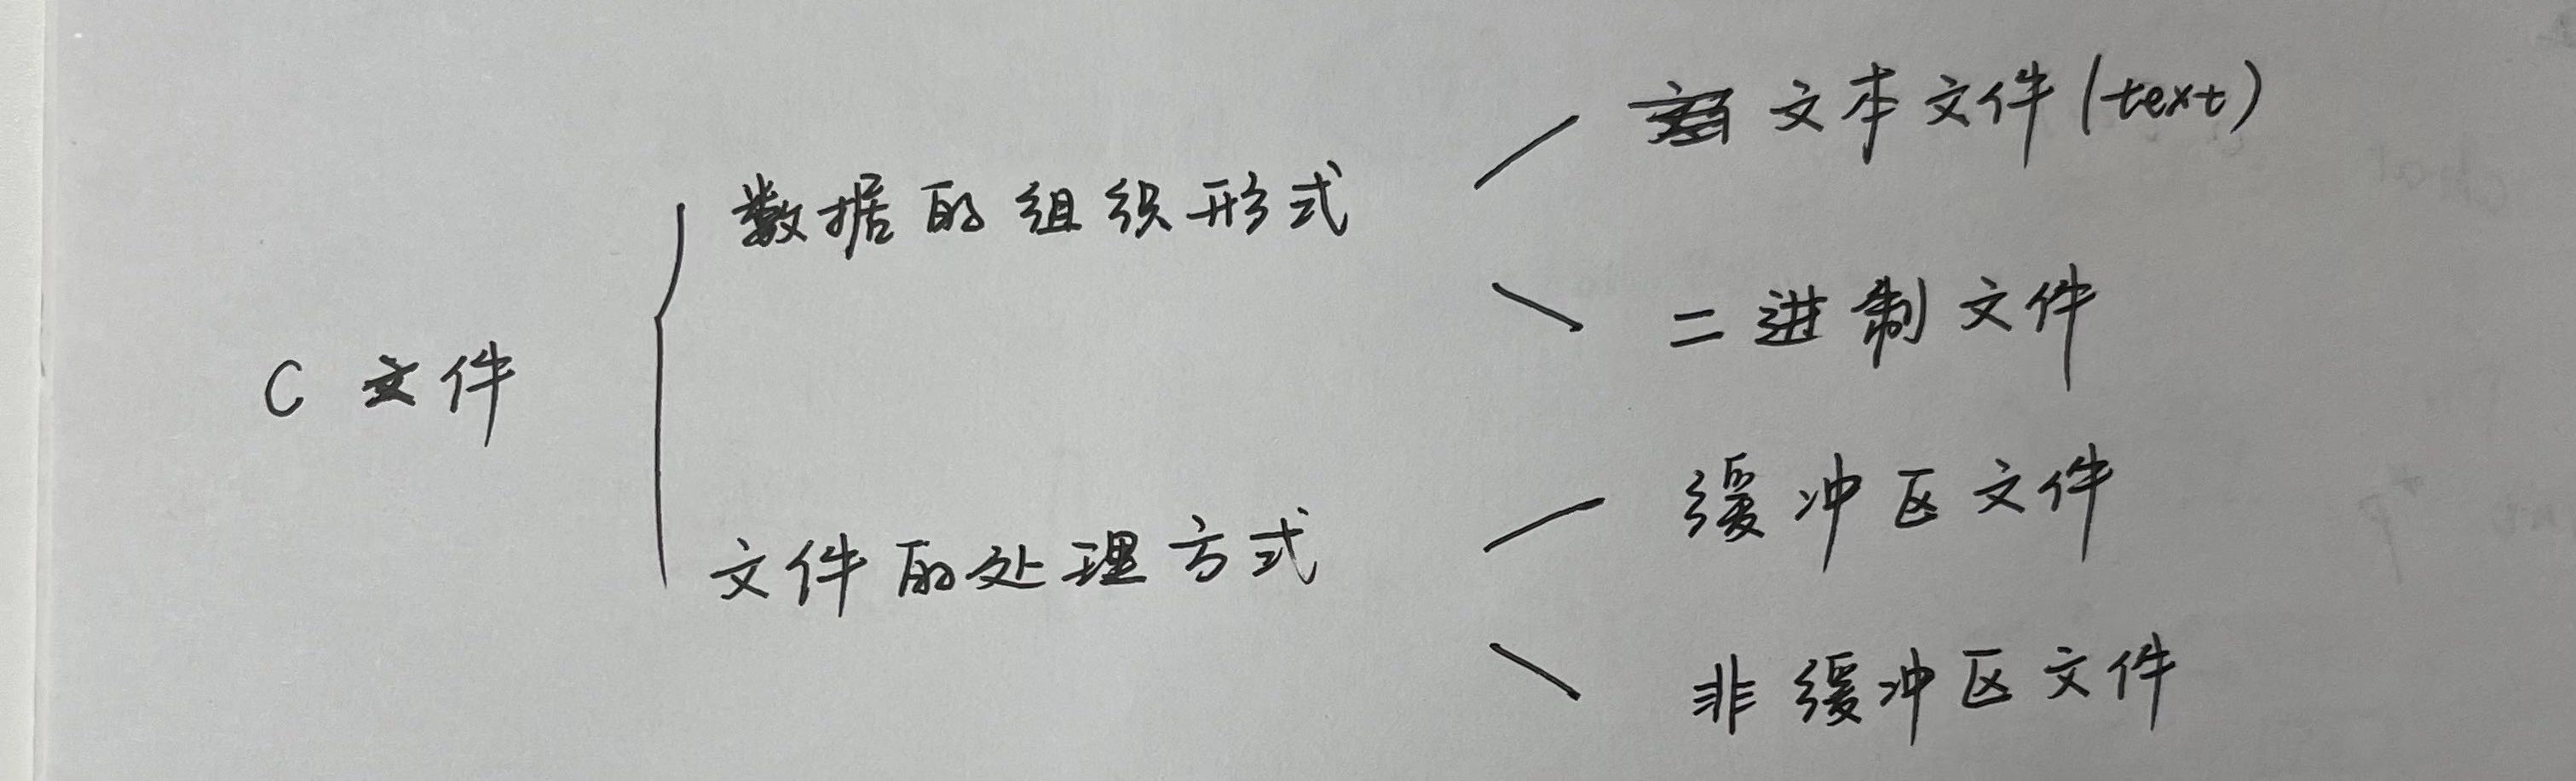 C 文件
数据的组织形式
文本文件(text)
二进制文件
文件的处理方式
缓冲区文件
非缓冲区文件